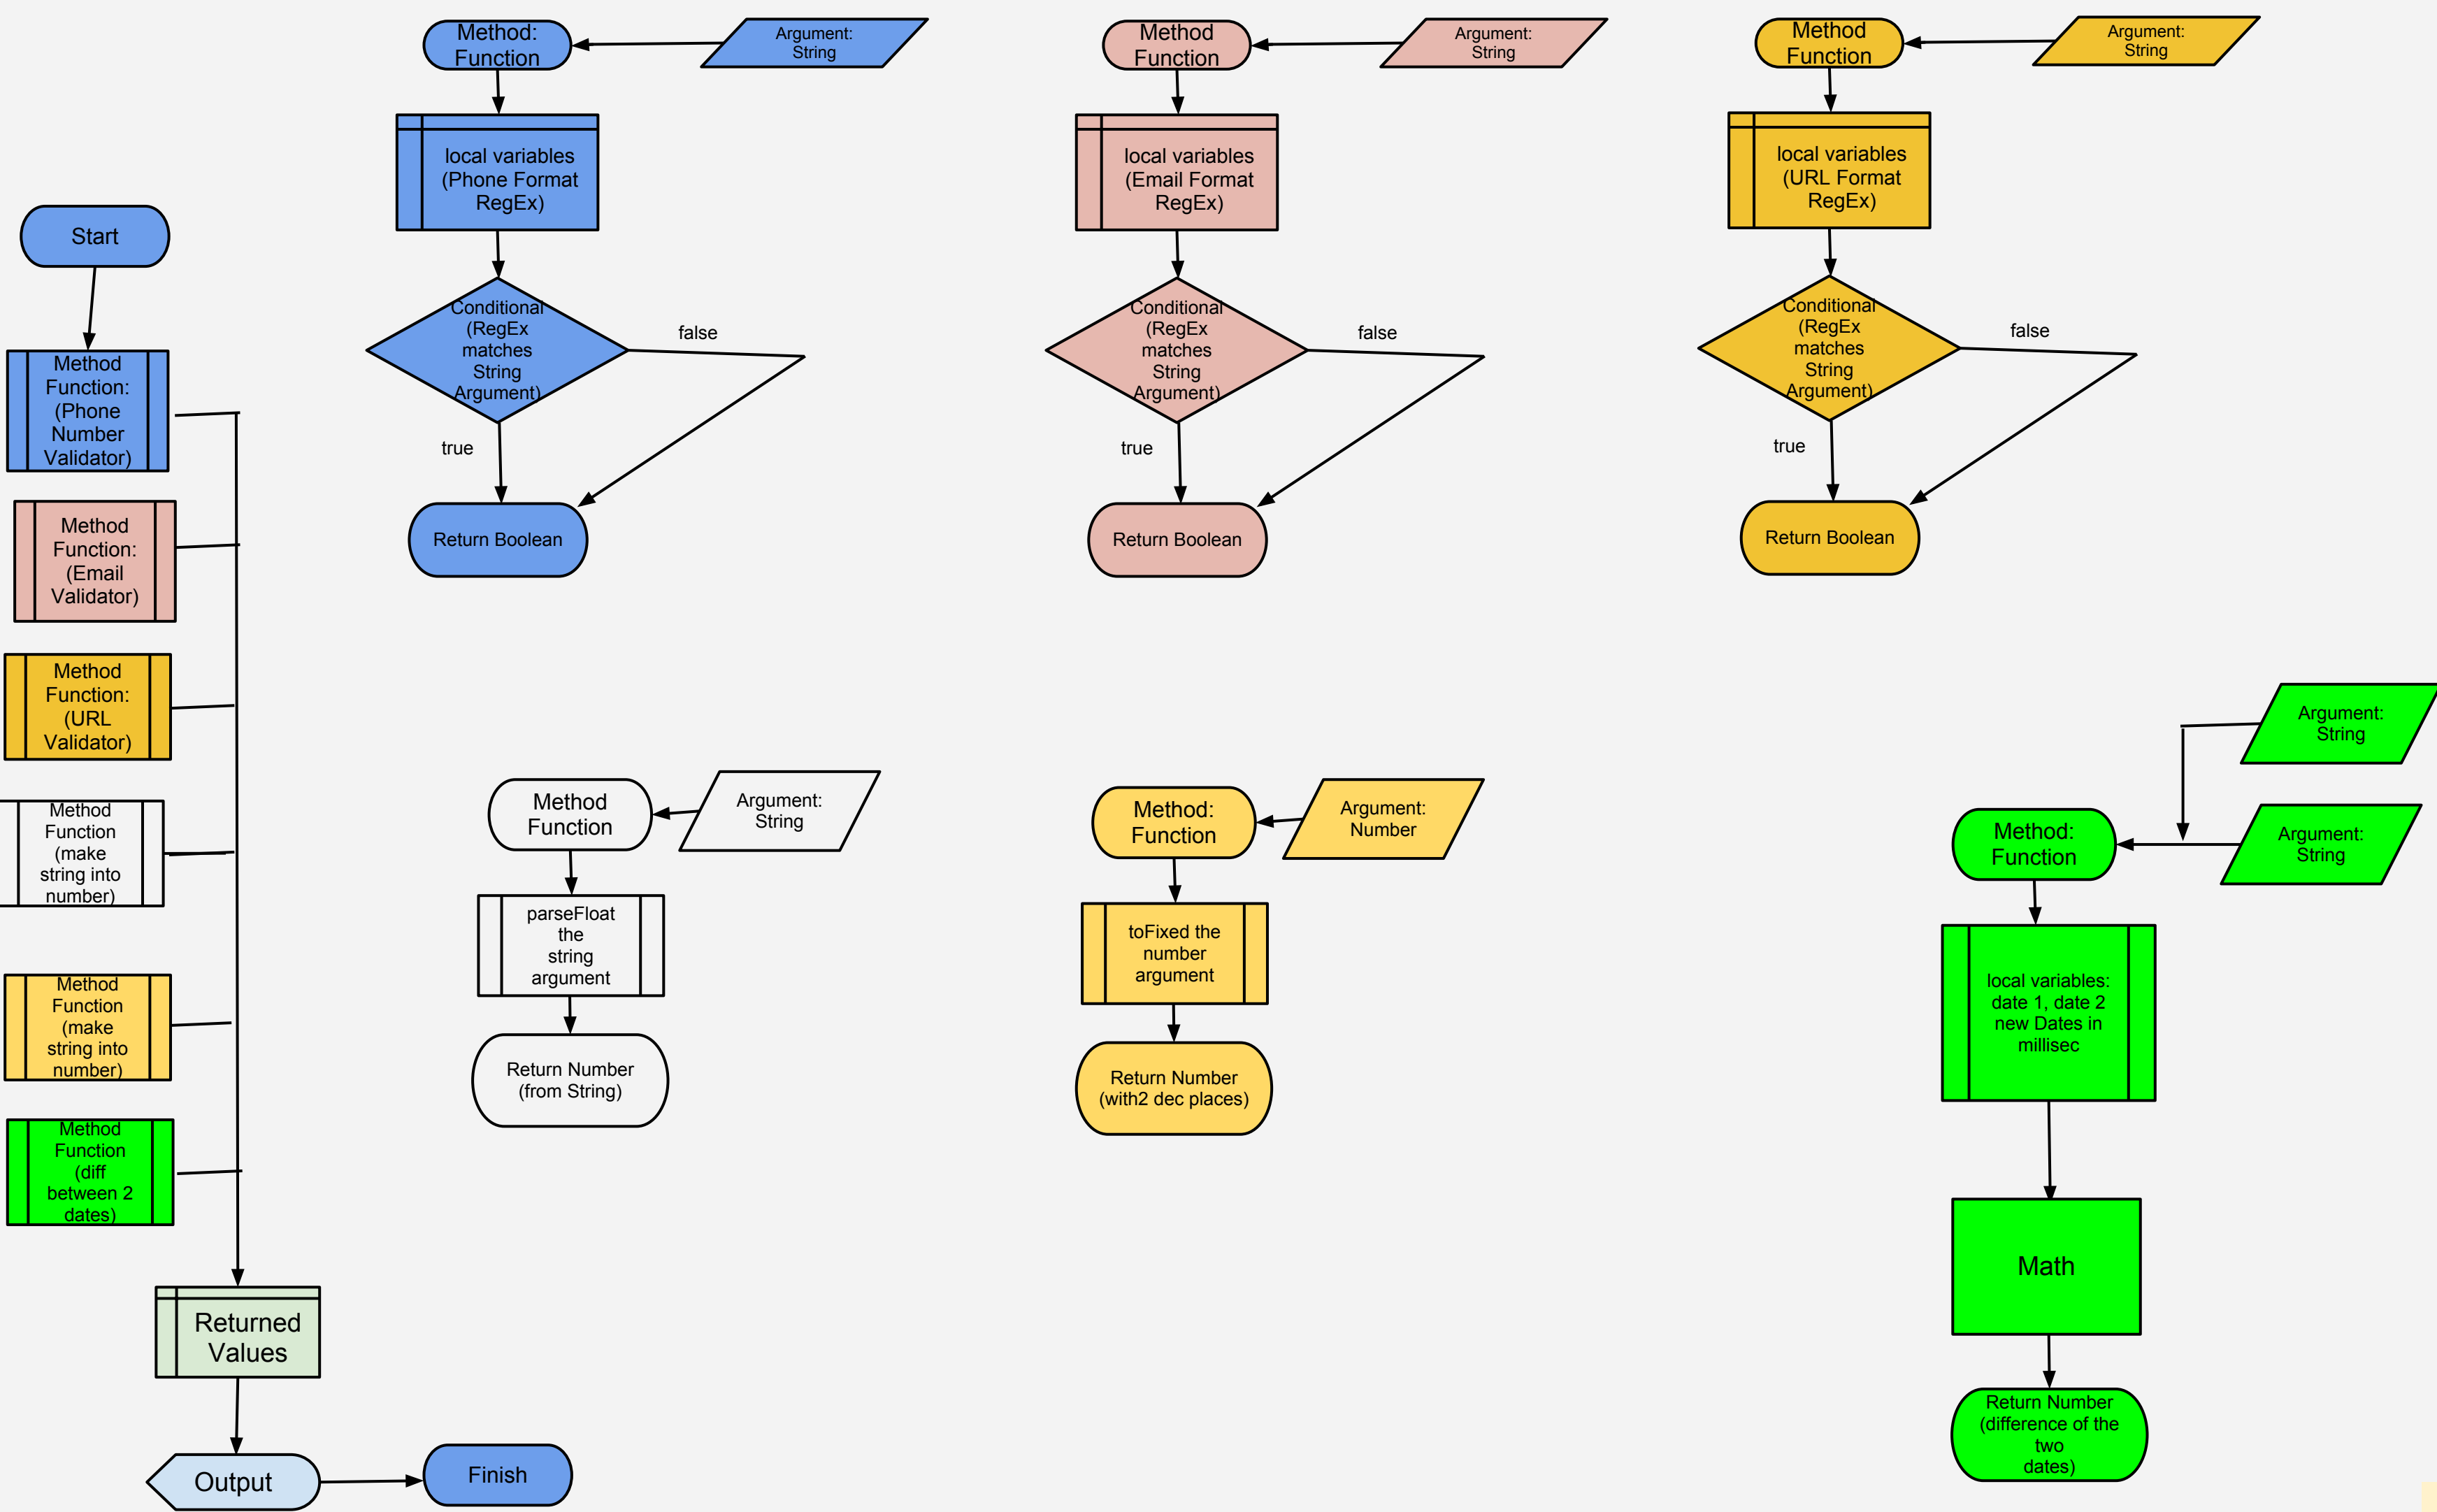 Start
Method
Function:
(Phone
Number
Validator)
Method
Function:
(Email
Validator)
Method
Function:
(URL
Validator)
Method
Function
(make
string into
number)
Method
Function
(make
string into
number)
Method
Function
(diff
between 2
dates)
Returned
Values
Output
Finish
Method:
Function
Argument:
String
local variables
(Phone Format
RegEx)
Conditional
(RegEx
matches
String
Argument)
false
true
Return Boolean
Method
Function
Argument:
String
local variables
(Email Format
RegEx)
Conditional
(RegEx
matches
String
Argument)
false
true
Return Boolean
Method
Function
Argument:
String
local variables
(URL Format
RegEx)
Conditional
(RegEx
matches
String
Argument)
false
true
Return Boolean
Method
Function
Argument:
String
parseFloat
the
string
argument
Return Number
(from String)
Method:
Function
Argument:
Number
toFixed the
number
argument
Return Number
(with2 dec places)
Argument:
String
Method:
Function
Argument:
String
local variables:
date 1, date 2
new Dates in
millisec
Math
Return Number
(difference of the
two
dates)